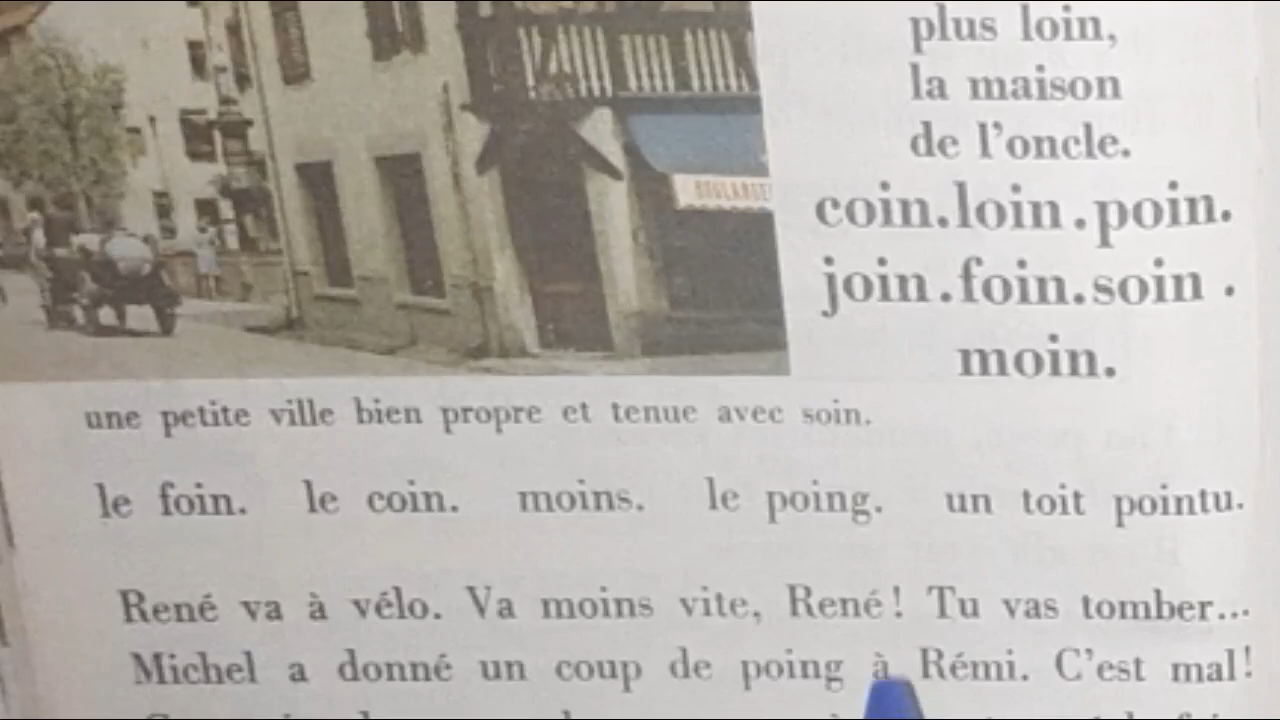 plus loin,
la maison
de l'oncle.
coin.loin.poin.
join.foin.soin.
moin.
BOULANGE
une petite ville bien propre et tenue avec soin.
le foin. le coin. moins. le poing. un toit pointu.
René va à vélo. Va moins vite, René! Tu vas tomber...
Michel a donné un coup de poing à Rémi. C'est mal!